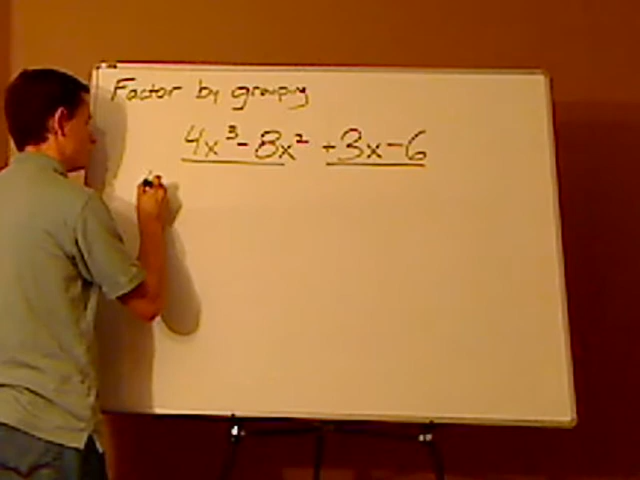 Factor by grouping
4x³ - 8x² + 3x - 6